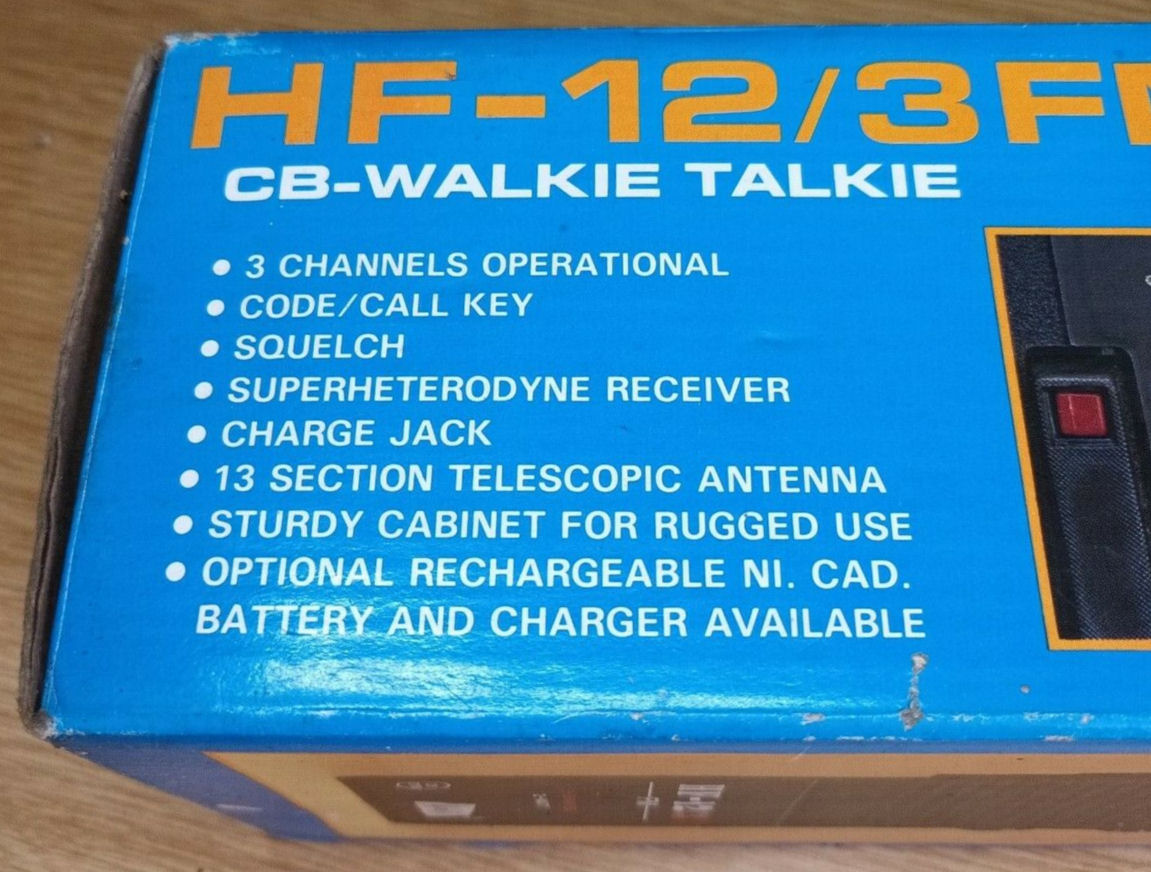 HF-12/3F
CB-WALKIE TALKIE
• 3 CHANNELS OPERATIONAL
• CODE/CALL KEY
• SQUELCH
• SUPERHETERODYNE RECEIVER
• CHARGE JACK
• 13 SECTION TELESCOPIC ANTENNA
• STURDY CABINET FOR RUGGED USE
• OPTIONAL RECHARGEABLE NI. CAD.
BATTERY AND CHARGER AVAILABLE